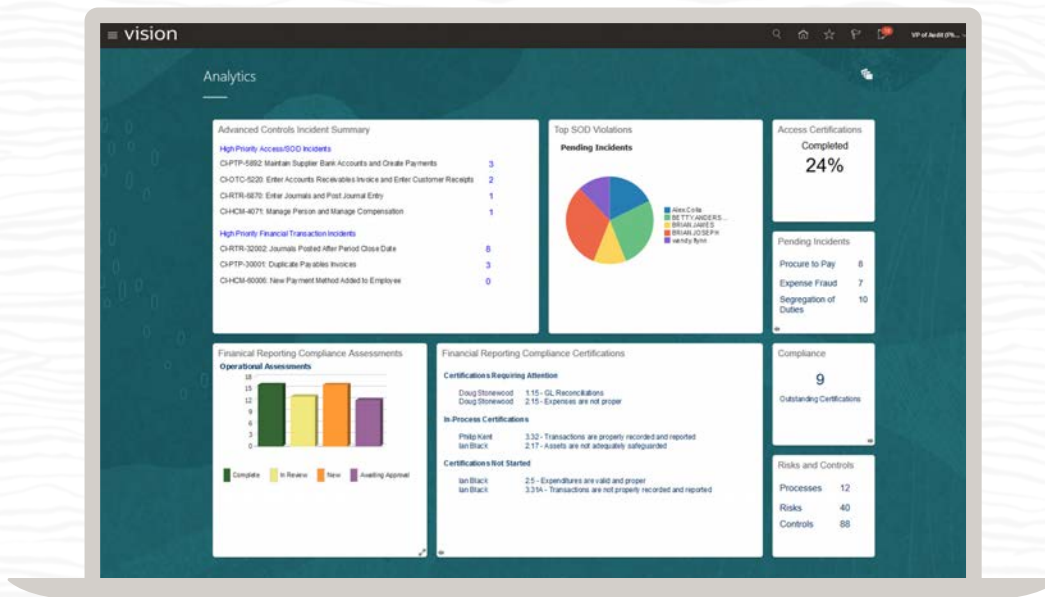 ≡ vision
VP of Audit (Ph...
Analytics
Advanced Controls Incident Summary
High Priority Access/SOD Incidents
CI-PTP-5892: Maintain Supplier Bank Accounts and Create Payments 3
CI-OTC-5220: Enter Accounts Receivables Invoice and Enter Customer Receipts 2
CI-RTR-6870: Enter Journals and Post Journal Entry 1
CI-HCM-4071: Manage Person and Manage Compensation 1
High Priority Financial Transaction Incidents
CI-RTR-32002: Journals Posted After Period Close Date 8
CI-PTP-30001: Duplicate Payables Invoices 3
CI-HCM-60006: New Payment Method Added to Employee 0
Top SOD Violations
Pending Incidents
Alex Colla
BETTY.ANDERS...
BRIAN.JAMES
BRIAN.JOSEPH
wendy.flynn
Access Certifications
Completed
24%
Pending Incidents
Procure to Pay 8
Expense Fraud 7
Segregation of 10
Duties
Finanical Reporting Compliance Assessments
Operational Assessments
18
15
12
9
6
3
0
Complete In Review New Awaiting Approval
Financial Reporting Compliance Certifications
Certifications Requiring Attention
Doug Stonewood 1.15 - GL Reconciliations
Doug Stonewood 2.15 - Expenses are not proper
In-Process Certifications
Philip Kent 3.32 - Transactions are properly recorded and reported
Ian Black 2.17 - Assets are not adequately safeguarded
Certifications Not Started
Ian Black 2.5 - Expenditures are valid and proper
Ian Black 3.31A - Transactions are not properly recorded and reported
Compliance
9
Outstanding Certifications
Risks and Controls
Processes 12
Risks 40
Controls 88